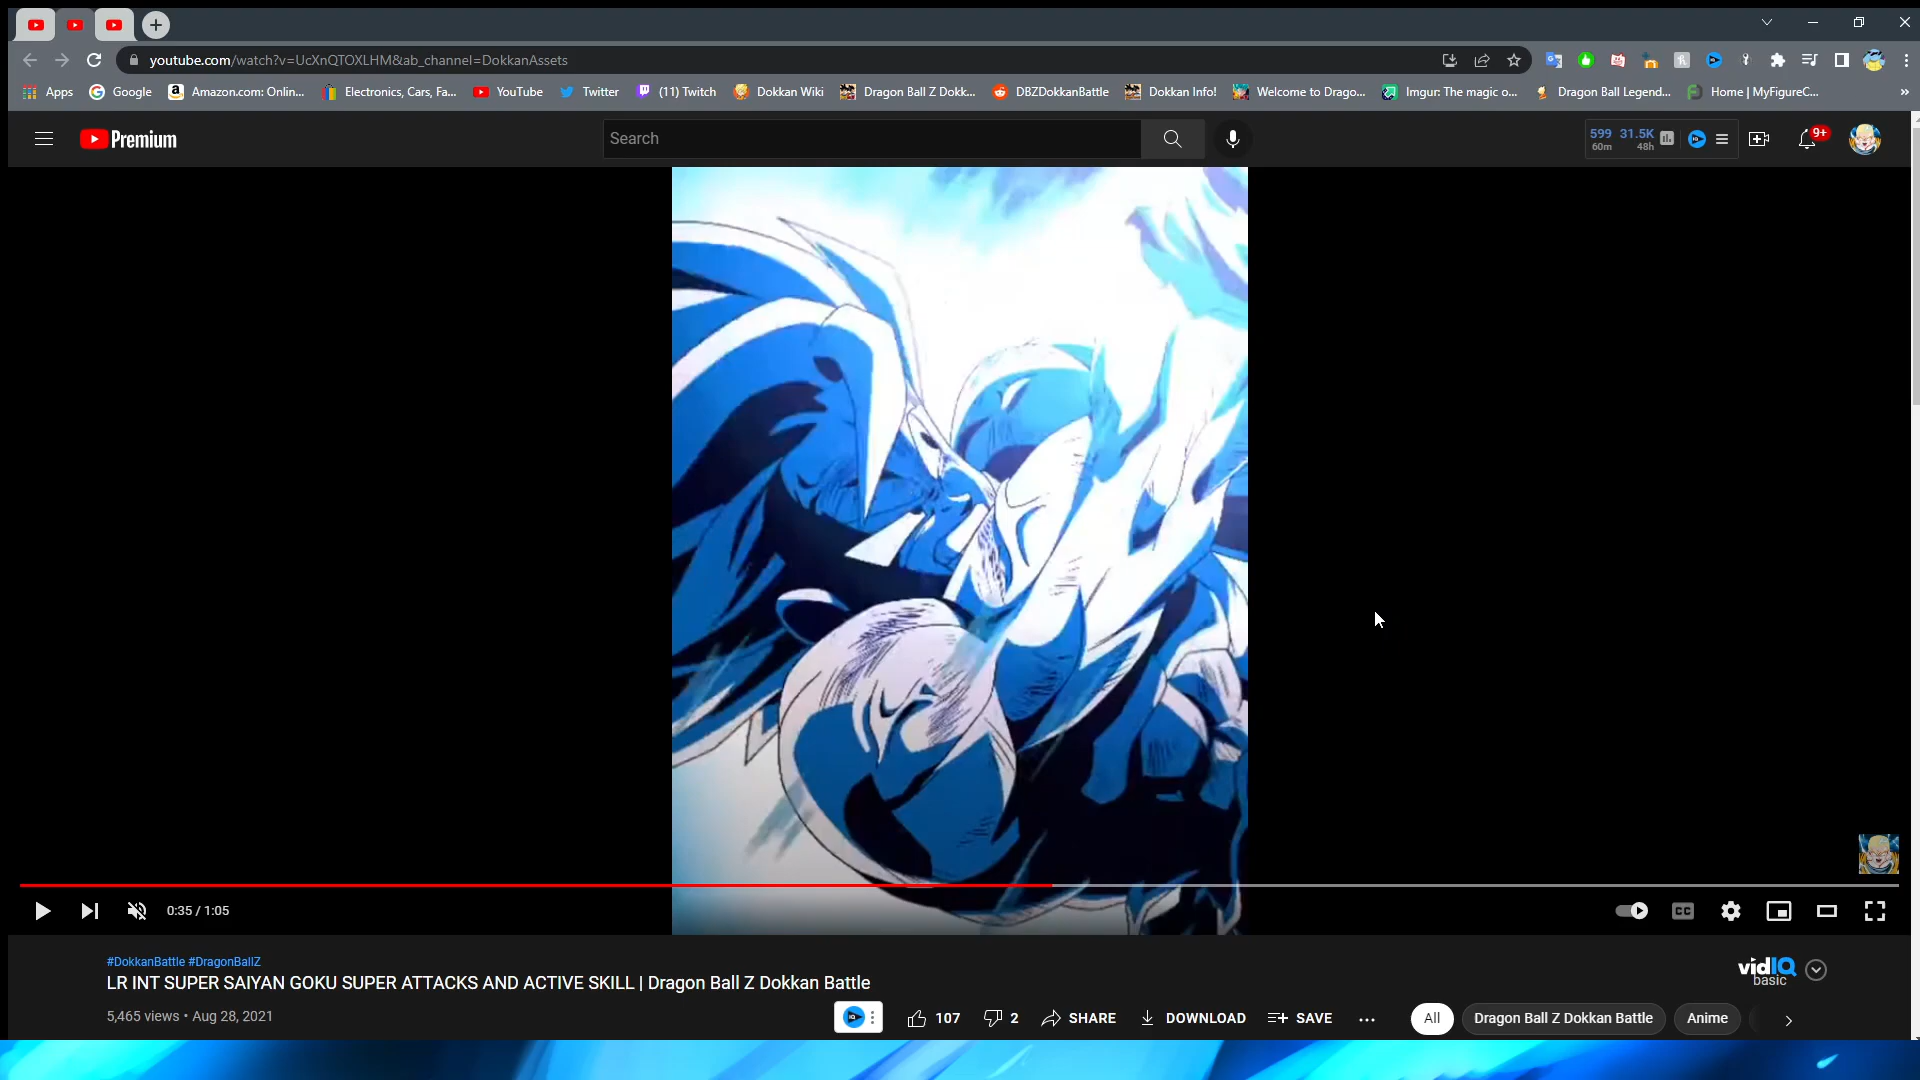 youtube.com/watch?v=UcXnQTOXLHM&ab_channel=DokkanAssets
Apps Google Amazon.com: Onlin... Electronics, Cars, Fa... YouTube Twitter (11) Twitch Dokkan Wiki Dragon Ball Z Dokk... DBZDokkanBattle Dokkan Info! Welcome to Drago... Imgur: The magic o... Dragon Ball Legend... Home | MyFigureC... »
Premium Search 599 31.5K 9+
60m 48h
0:35 / 1:05 CC
#DokkanBattle #DragonBallZ
LR INT SUPER SAIYAN GOKU SUPER ATTACKS AND ACTIVE SKILL | Dragon Ball Z Dokkan Battle
vidIQ
basic
5,465 views • Aug 28, 2021 107 2 SHARE DOWNLOAD SAVE ... All Dragon Ball Z Dokkan Battle Anime